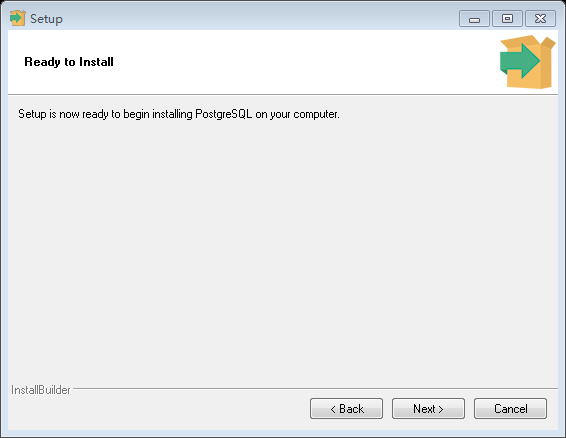 Setup
Ready to Install
Setup is now ready to begin installing PostgreSQL on your computer.
InstallBuilder
< Back Next > Cancel